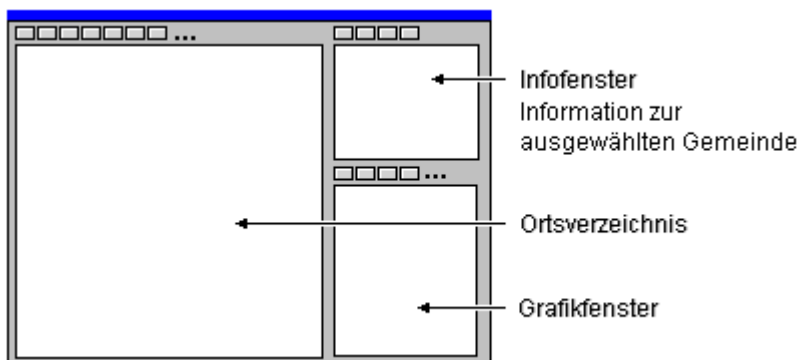 ...
Infofenster
Information zur
ausgewählten Gemeinde
...
Ortsverzeichnis
Grafikfenster